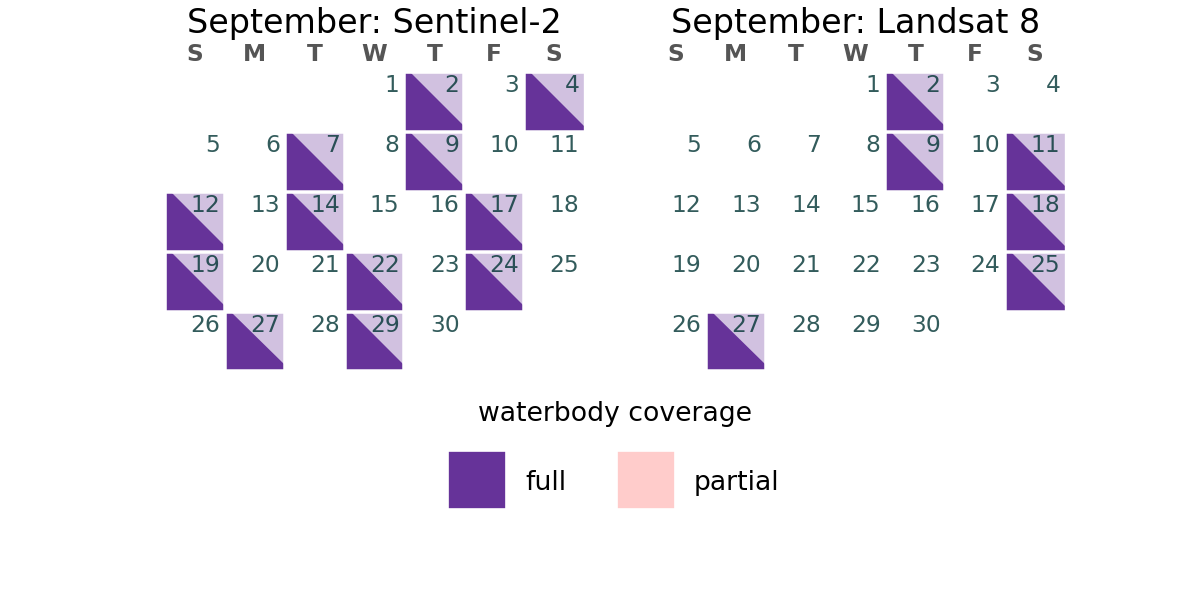 September: Sentinel-2
S M T W T F S
1 2 3 4
5 6 7 8 9 10 11
12 13 14 15 16 17 18
19 20 21 22 23 24 25
26 27 28 29 30
September: Landsat 8
S M T W T F S
1 2 3 4
5 6 7 8 9 10 11
12 13 14 15 16 17 18
19 20 21 22 23 24 25
26 27 28 29 30
waterbody coverage
full
partial